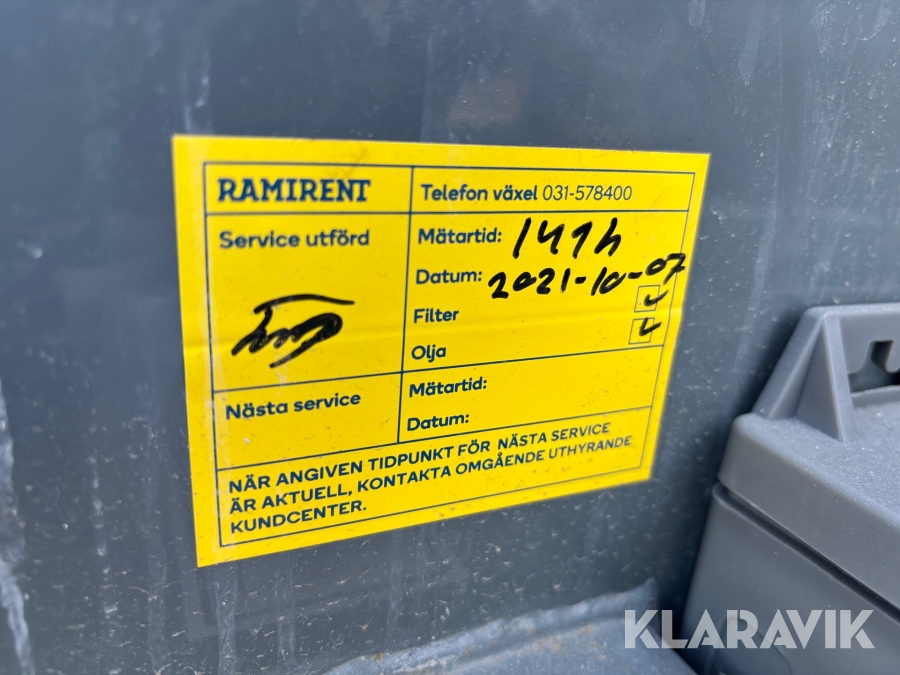 RAMIRENT
Telefon växel 031-578400
Service utförd
Mätartid: 141h
Datum: 2021-10-07
Filter
Olja
Nästa service
Mätartid:
Datum:
NÄR ANGIVEN TIDPUNKT FÖR NÄSTA SERVICE
ÄR AKTUELL, KONTAKTA OMGÅENDE UTHYRANDE
KUNDCENTER.
KLARAVIK